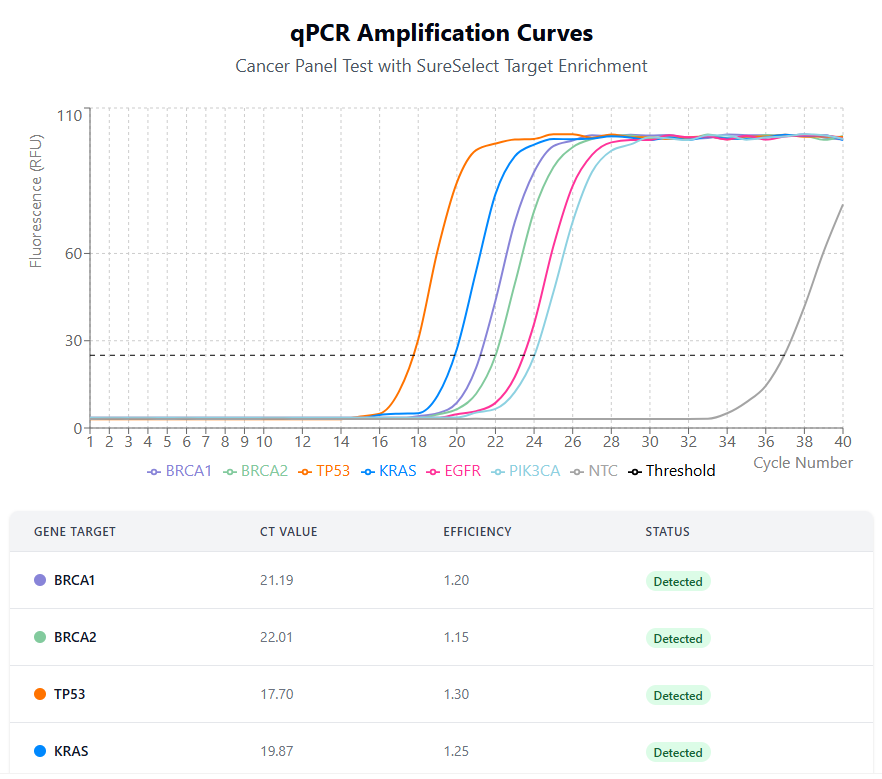 qPCR Amplification Curves
Cancer Panel Test with SureSelect Target Enrichment
Fluorescence (RFU)
110
60
30
0
1 2 3 4 5 6 7 8 9 10 12 14 16 18 20 22 24 26 28 30 32 34 36 38 40
Cycle Number
BRCA1 BRCA2 TP53 KRAS EGFR PIK3CA NTC Threshold
GENE TARGET CT VALUE EFFICIENCY STATUS
BRCA1 21.19 1.20 Detected
BRCA2 22.01 1.15 Detected
TP53 17.70 1.30 Detected
KRAS 19.87 1.25 Detected